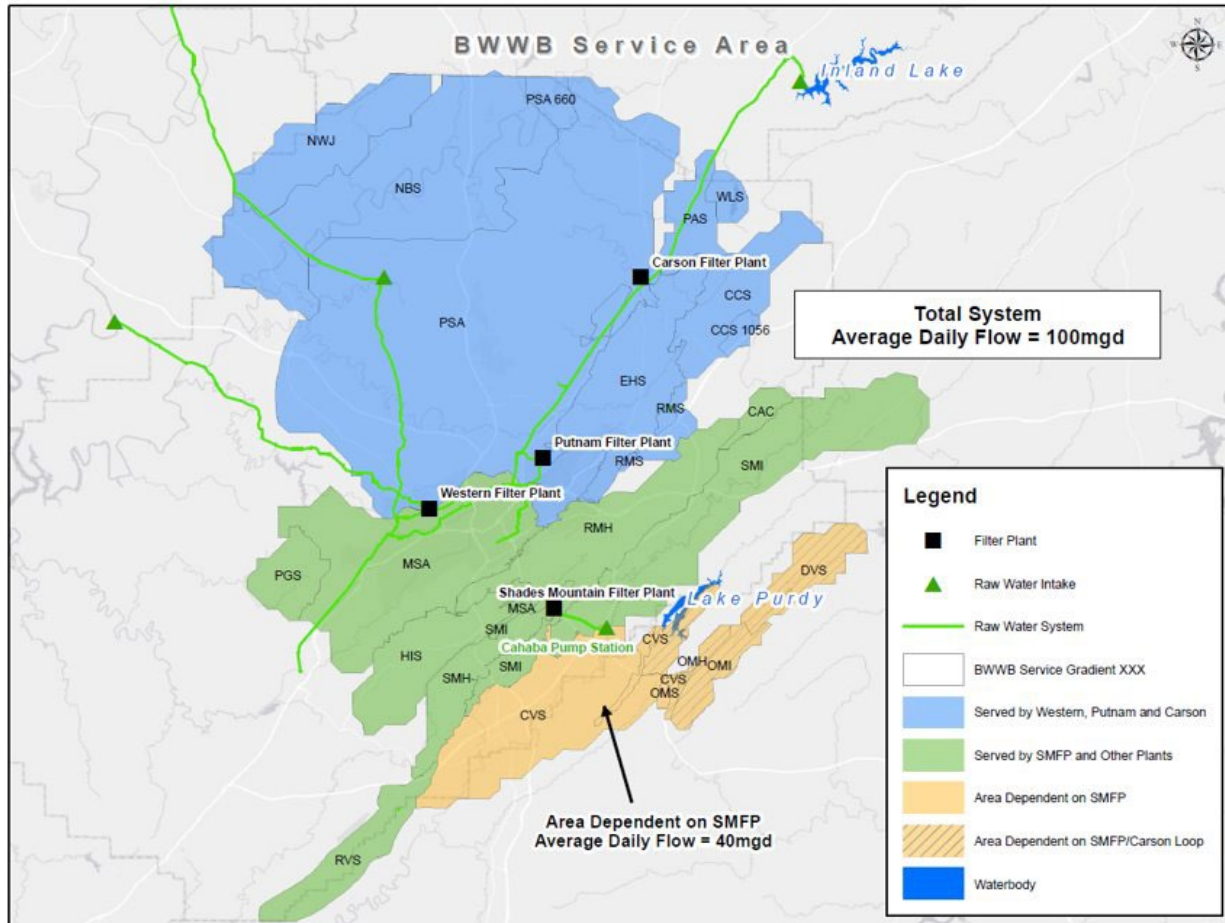 BWWB Service Area
N
W
E
S
Inland Lake
PSA 660
NWJ
NBS
WLS
PAS
Carson Filter Plant
CCS
PSA
CCS 1056
Total System
Average Daily Flow = 100mgd
EHS
RMS
CAC
Putnam Filter Plant
RMS
SMI
Western Filter Plant
RMH
MSA
PGS
DVS
Shades Mountain Filter Plant
Lake Purdy
MSA
SMI
Cahaba Pump Station
CVS
HIS
SMI
OMH
OMI
SMH
CVS
OMS
CVS
Area Dependent on SMFP
Average Daily Flow = 40mgd
RVS
Legend
Filter Plant
Raw Water Intake
Raw Water System
BWWB Service Gradient XXX
Served by Western, Putnam and Carson
Served by SMFP and Other Plants
Area Dependent on SMFP
Area Dependent on SMFP/Carson Loop
Waterbody